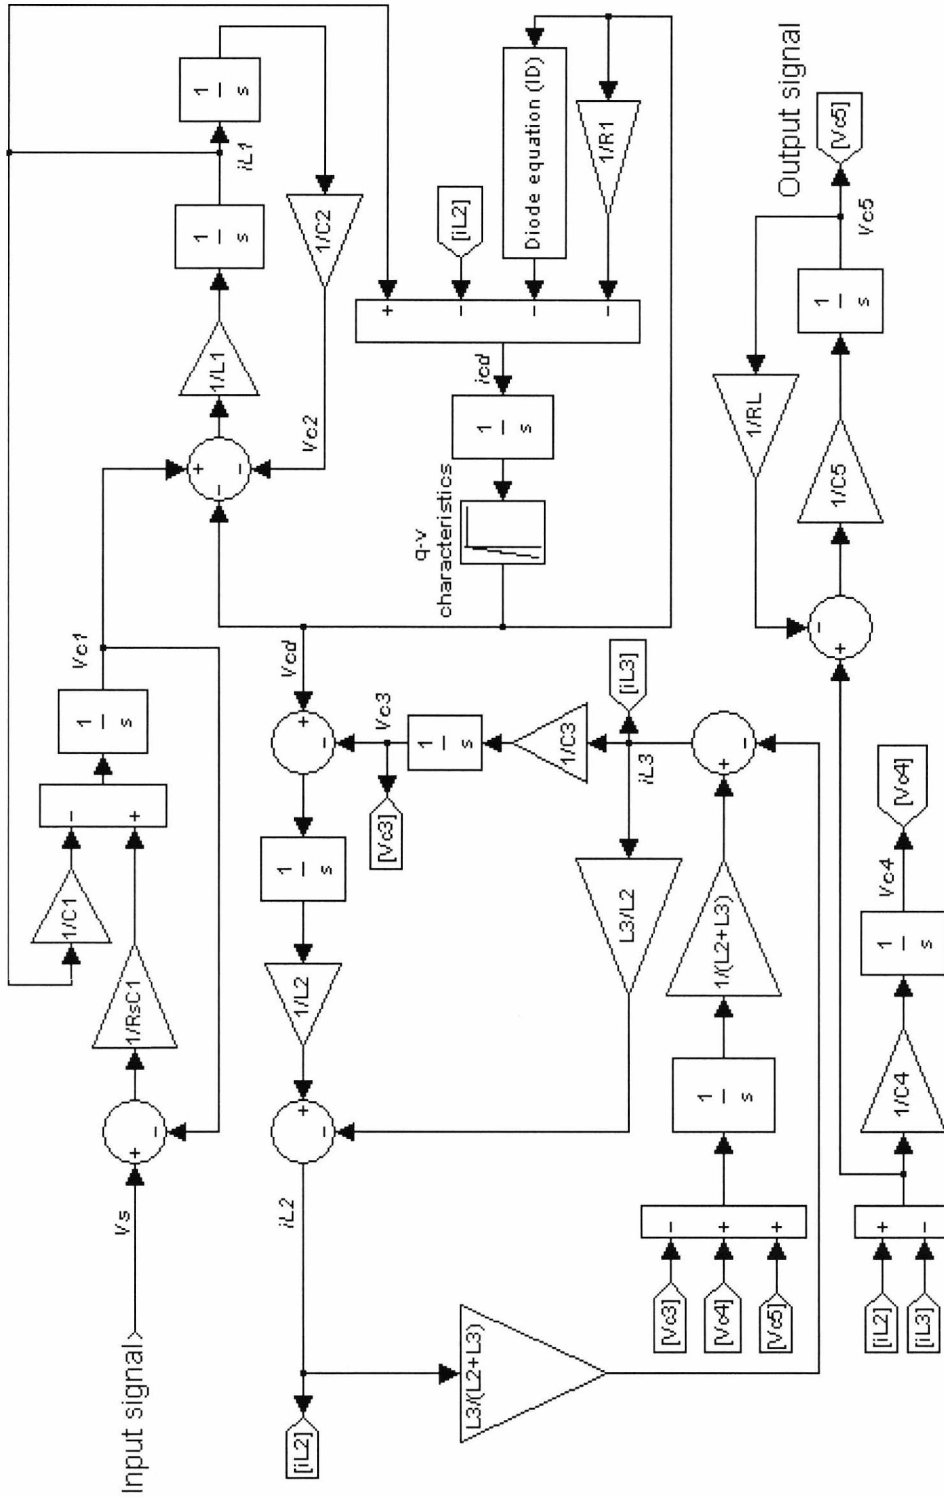 Input signal
Vs
+
−
1/RsC1
1/C1
−
+
1
s
Vc1
+
−
−
1/L1
1
s
iL1
1
s
1/C2
Vc2
[iL2]
iL2
+
−
1/L2
1
s
+
−
Vcd
Vc3
[Vc3]
1
s
1/C3
[iL3]
iL3
L3/L2
+
−
1/(L2+L3)
1
s
−
+
+
[Vc3]
[Vc4]
[Vc5]
L3/(L2+L3)
q-v
characteristics
1
s
icd
+
−
−
−
[iL2]
Diode equation (ID)
1/R1
[iL2]
[iL3]
+
−
1/C4
1
s
Vc4
[Vc4]
−
+
1/C5
1/RL
1
s
Vc5
[Vc5]
Output signal